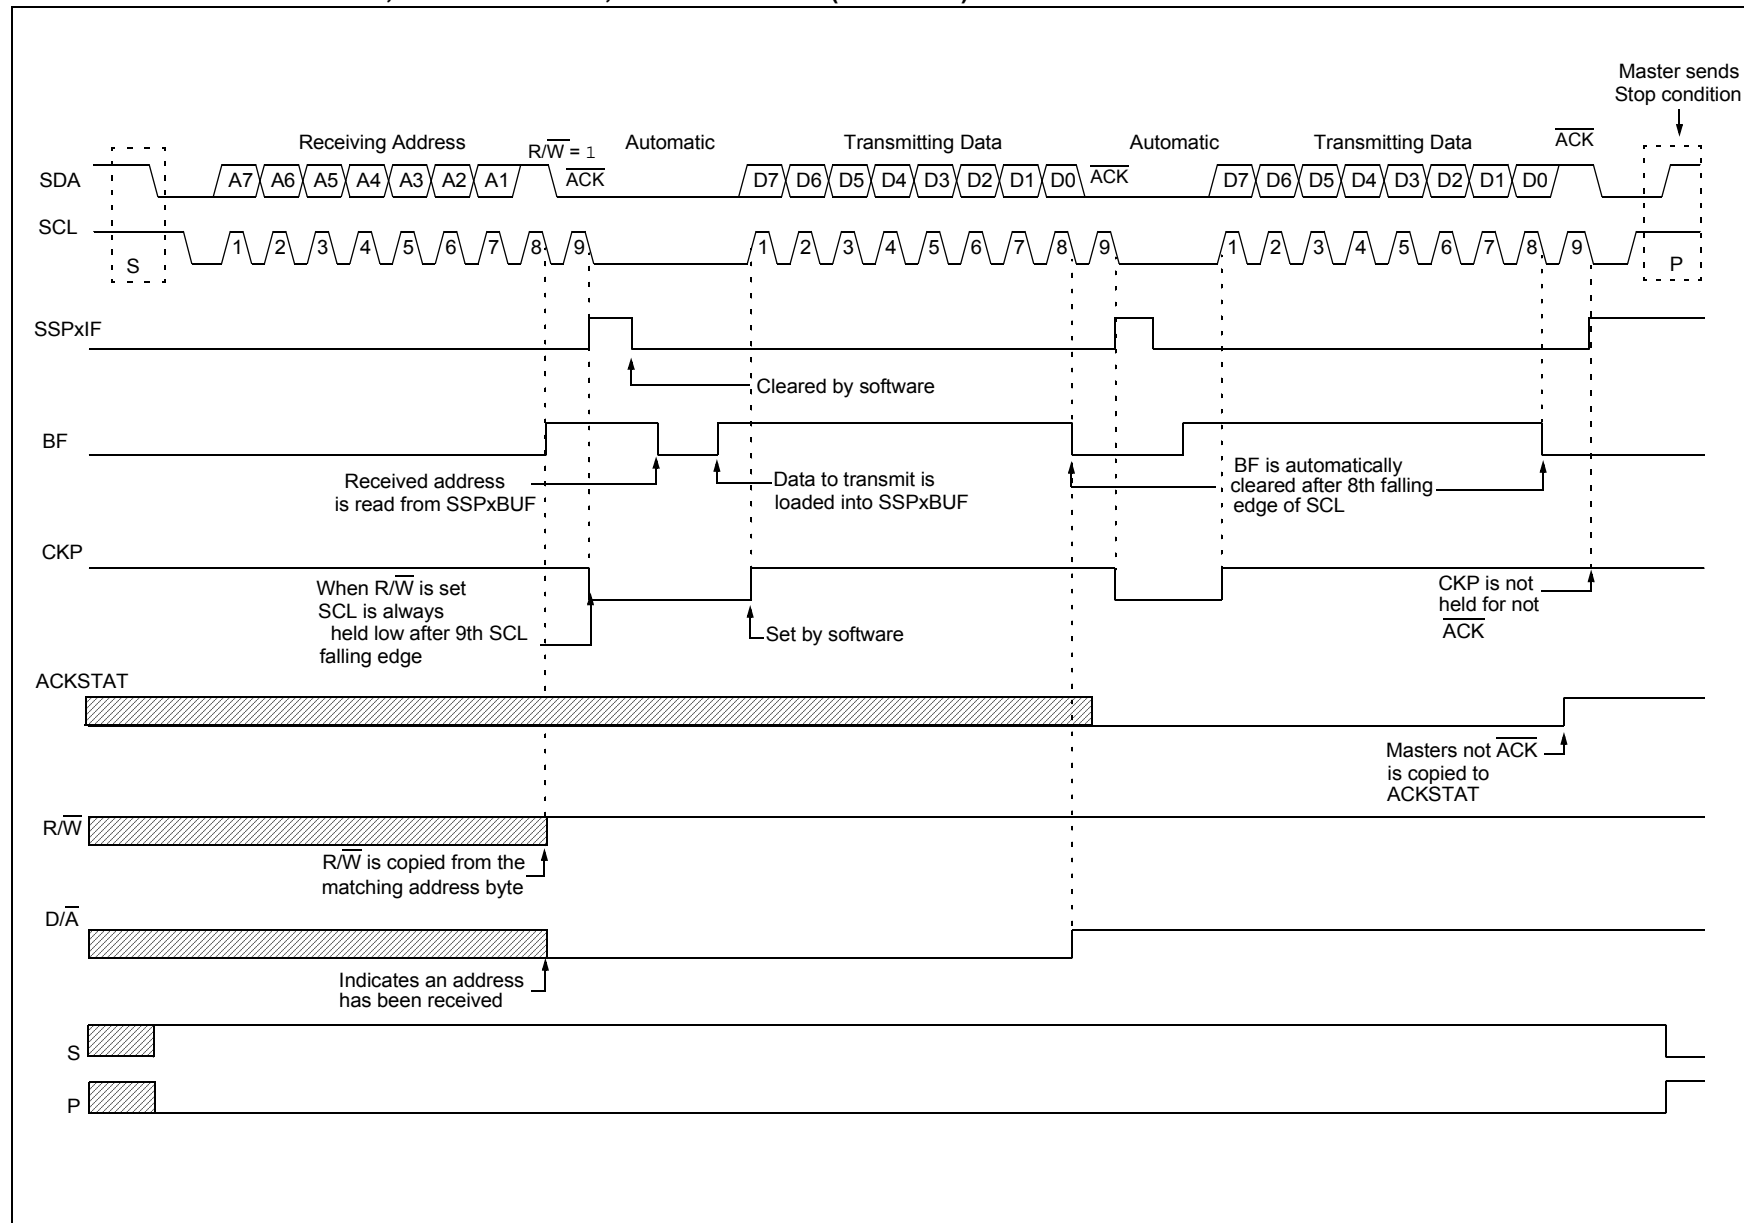 Master sends
Stop condition
Receiving Address
R/W̅ = 1
Automatic
Transmitting Data
Automatic
Transmitting Data
A̅C̅K̅
SDA
A7 A6 A5 A4 A3 A2 A1
A̅C̅K̅
D7 D6 D5 D4 D3 D2 D1 D0
A̅C̅K̅
D7 D6 D5 D4 D3 D2 D1 D0
SCL
1 2 3 4 5 6 7 8 9
1 2 3 4 5 6 7 8 9
1 2 3 4 5 6 7 8 9
S
P
SSPxIF
Cleared by software
BF
Received address
is read from SSPxBUF
Data to transmit is
loaded into SSPxBUF
BF is automatically
cleared after 8th falling
edge of SCL
CKP
When R/W̅ is set
SCL is always
held low after 9th SCL
falling edge
Set by software
CKP is not
held for not
A̅C̅K̅
ACKSTAT
Masters not A̅C̅K̅
is copied to
ACKSTAT
R/W̅
R/W̅ is copied from the
matching address byte
D/A̅
Indicates an address
has been received
S
P